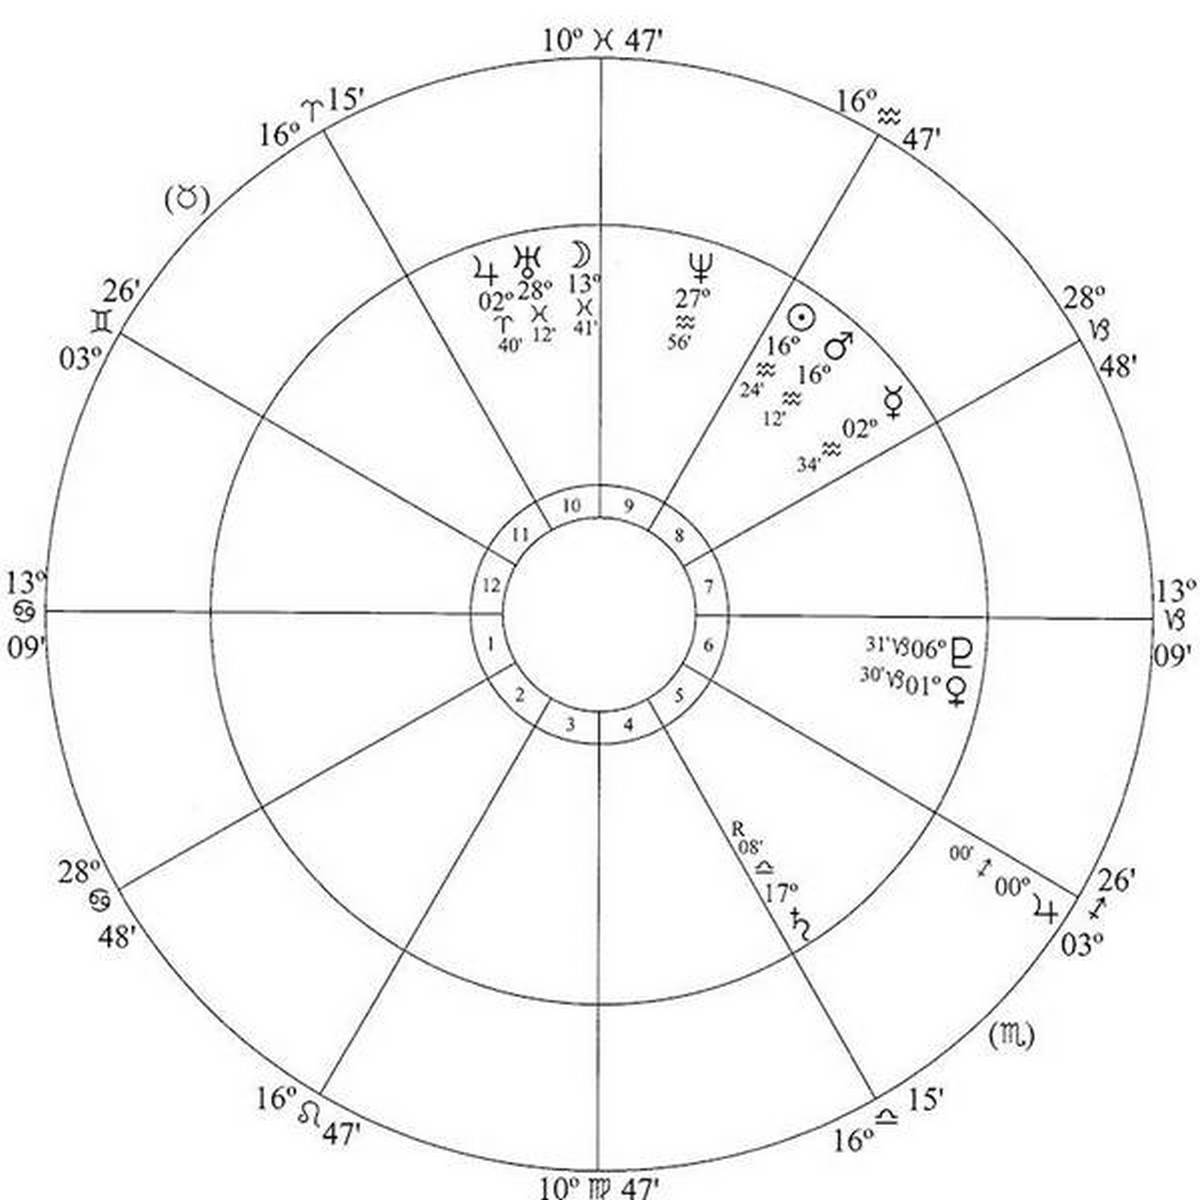 10º ♓ 47'
16º ♈ 15'
16º ♒ 47'
(♉)
26'
♊
03º
28º
♑
48'
♃
02º
♈
40'
♅
28º
♓
12'
☽
13º
♓
41'
♆
27º
♒
56'
☉
16º
♒
24'
♂
16º
♒
12'
☿
02º
♒
34'
10
9
11
8
12
7
1
6
2
5
3
4
13º
♋
09'
13º
♑
09'
31' ♑ 06º ♇
30' ♑ 01º ♀
R
08'
♎
17º
♄
00' ♐ 00º ♃
26'
♐
03º
28º
♋
48'
(♏)
16º ♌ 47'
16º ♎ 15'
10º ♍ 47'